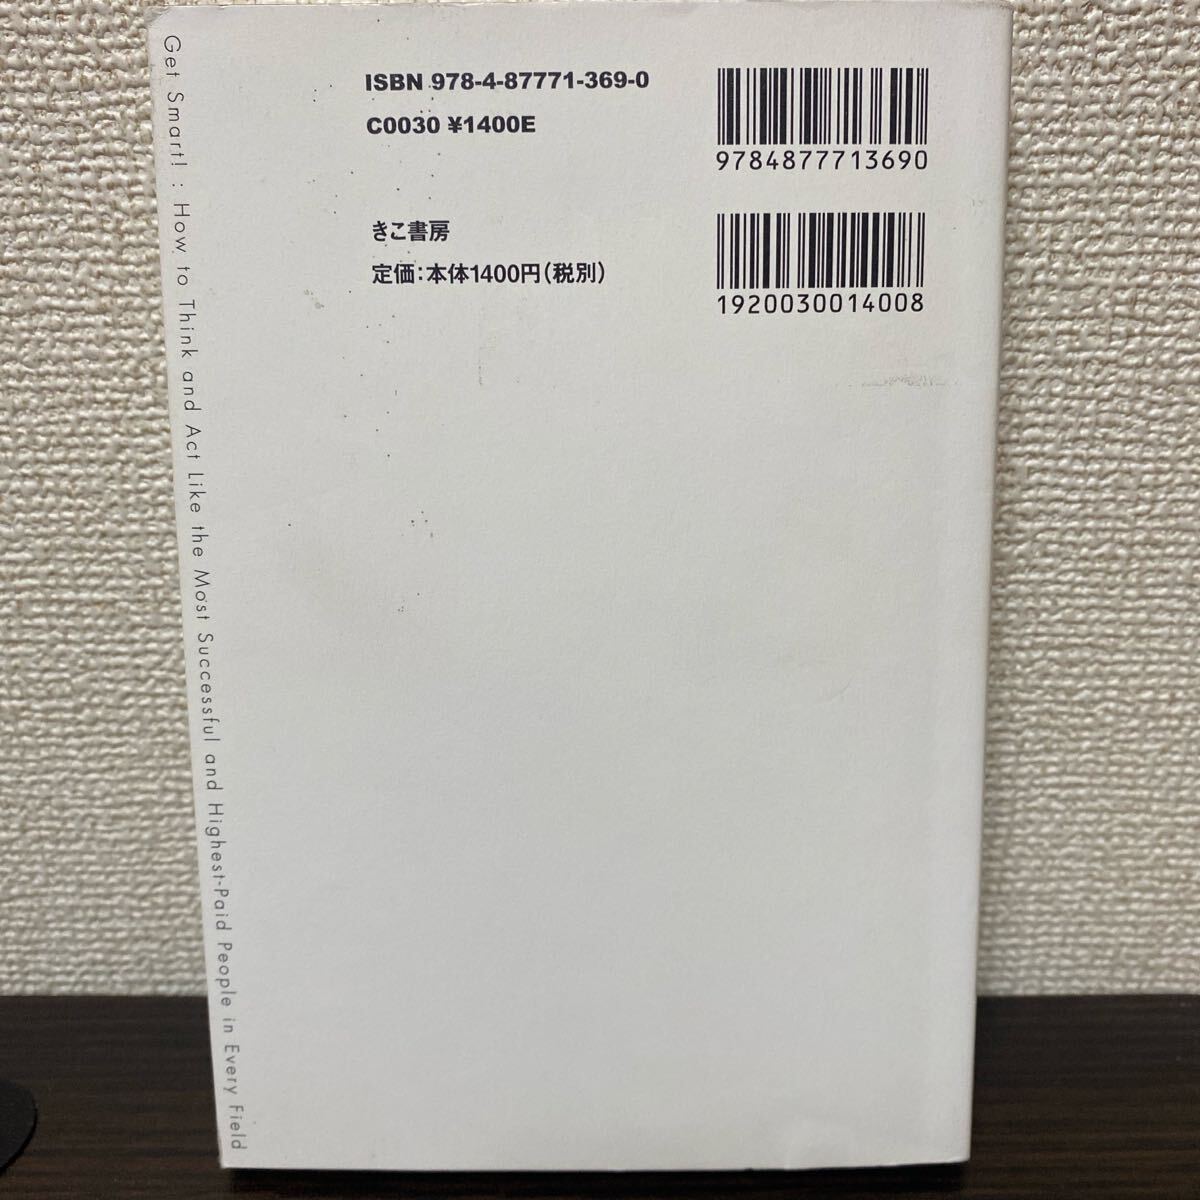 ISBN 978-4-87771-369-0
C0030 ¥1400E
9784877713690
きこ書房
定価：本体1400円（税別）
1920030014008
Get Smart! : How to Think and Act Like the Most Successful and Highest-Paid People in Every Field